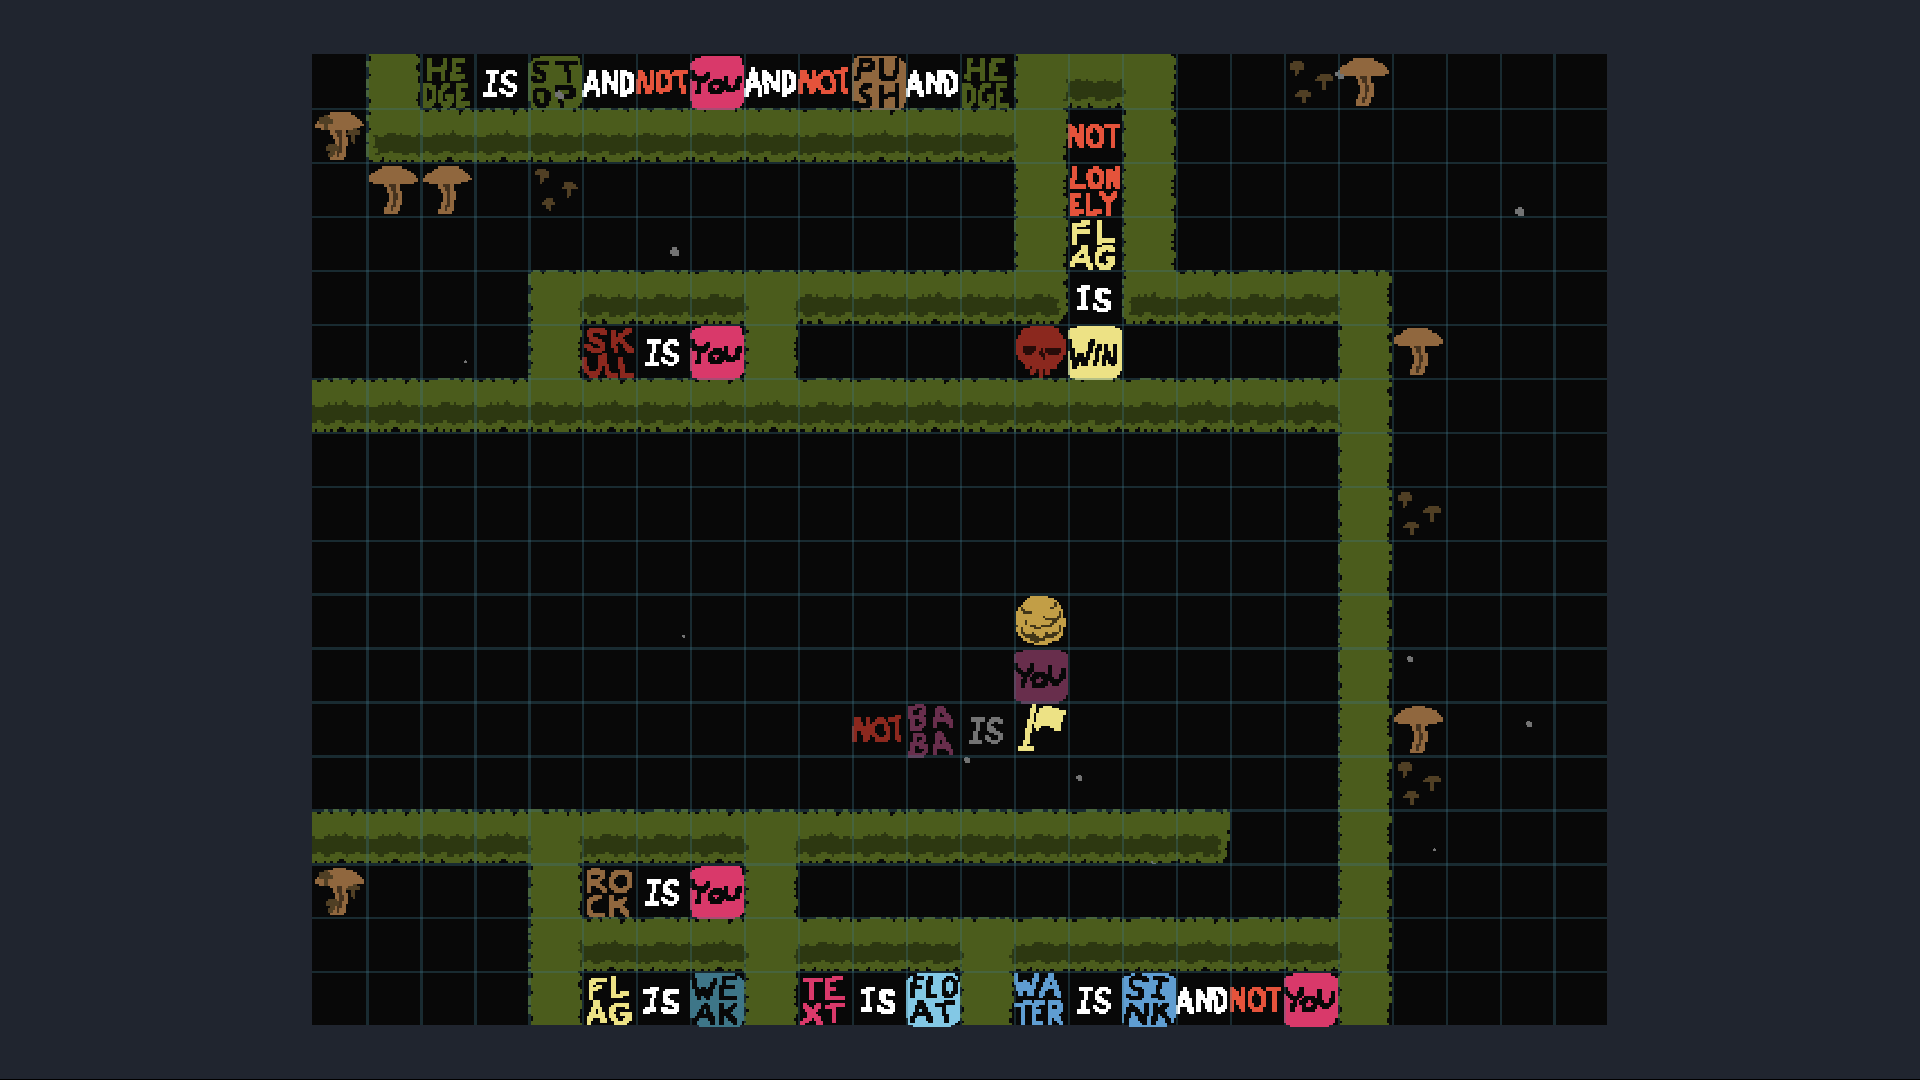 HEDGE IS STOP AND NOT YOU AND NOT PUSH AND HEDGE
NOT
LONELY
FLAG
IS
SKULL IS YOU
WIN
YOU
NOT BABA IS
ROCK IS YOU
FLAG IS WEAK
TEXT IS FLOAT
WATER IS SINK AND NOT YOU